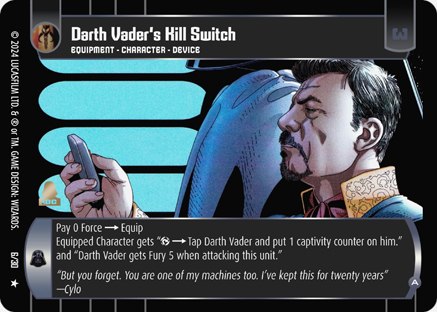 Darth Vader's Kill Switch
EQUIPMENT - CHARACTER - DEVICE
Pay 0 Force → Equip
Equipped Character gets “ → Tap Darth Vader and put 1 captivity counter on him.”
and “Darth Vader gets Fury 5 when attacking this unit.”
“But you forget. You are one of my machines too. I've kept this for twenty years”
—Cylo
A
© 2024 LUCASFILM LTD. & ® or TM. GAME DESIGN: WIZARDS.
6/30